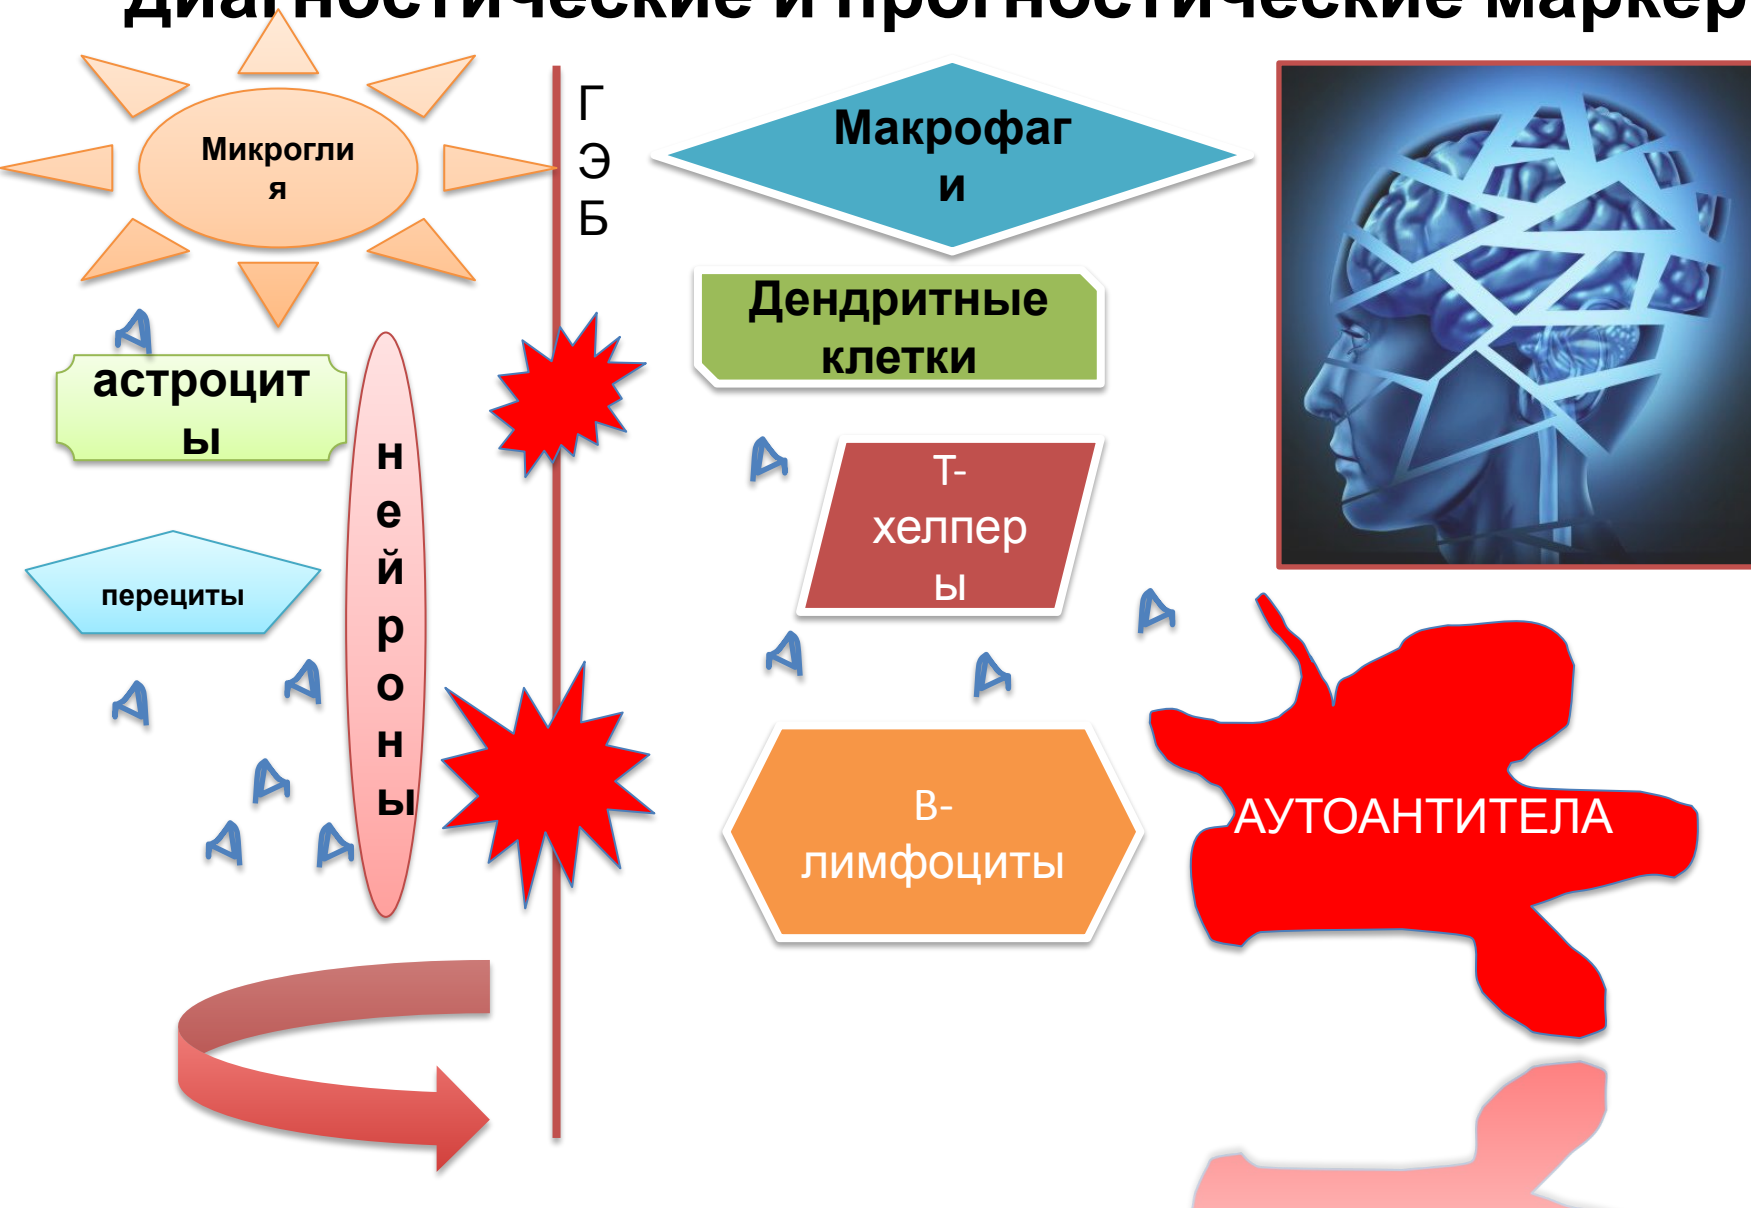 диагностические и прогностические маркер
Микрогли
я
Г
Э
Б
Макрофаг
и
Дендритные
клетки
астроцит
ы
н
е
й
р
о
н
ы
перециты
Т-
хелпер
ы
В-
лимфоциты
АУТОАНТИТЕЛА